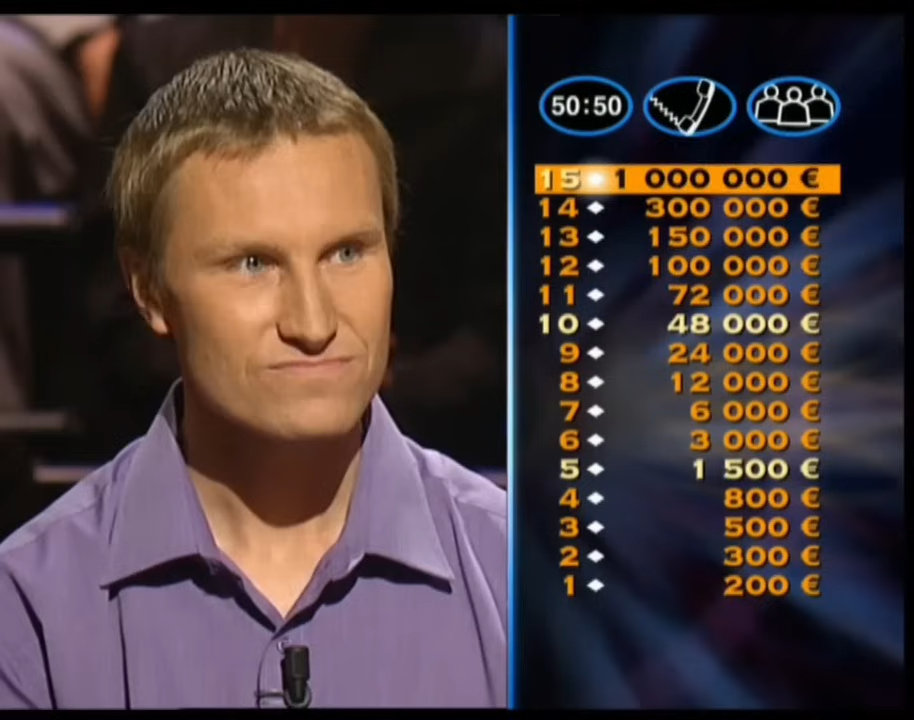 50:50
15 1 000 000 €
14 300 000 €
13 150 000 €
12 100 000 €
11 72 000 €
10 48 000 €
9 24 000 €
8 12 000 €
7 6 000 €
6 3 000 €
5 1 500 €
4 800 €
3 500 €
2 300 €
1 200 €